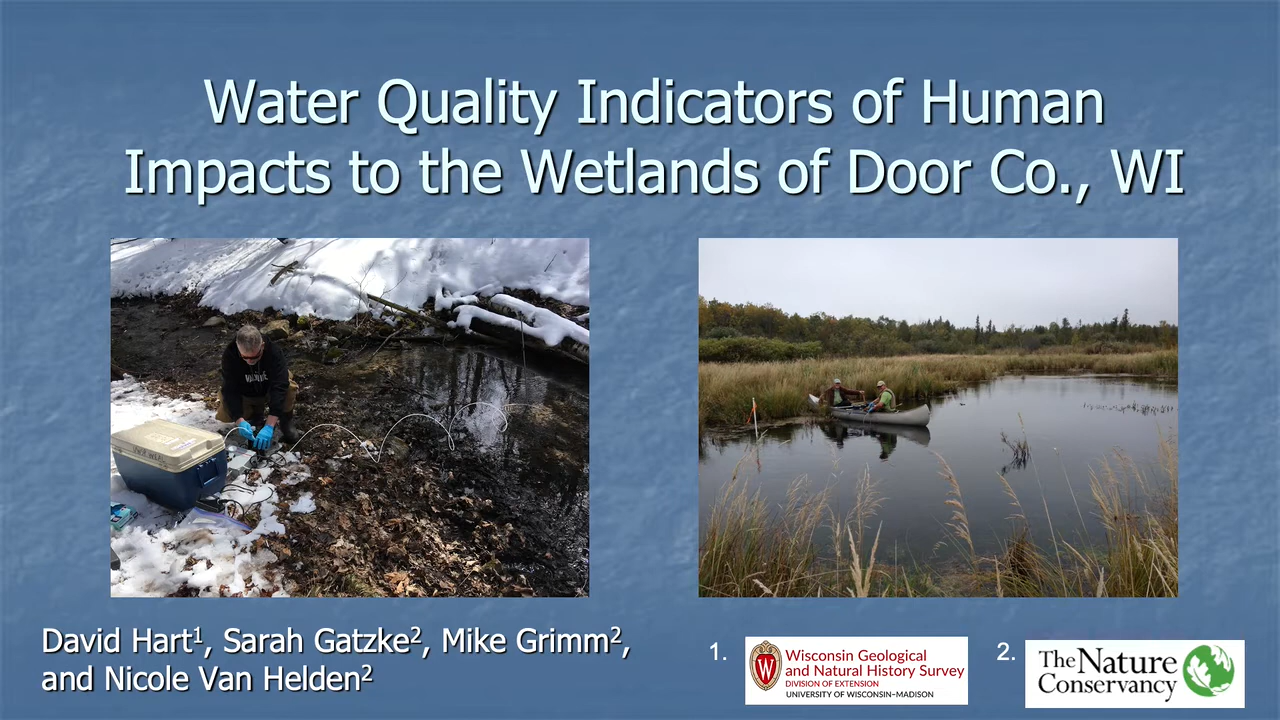 Water Quality Indicators of Human
Impacts to the Wetlands of Door Co., WI
David Hart¹, Sarah Gatzke², Mike Grimm²,
and Nicole Van Helden²
1.
W
Wisconsin Geological
and Natural History Survey
DIVISION OF EXTENSION
UNIVERSITY OF WISCONSIN–MADISON
2.
The Nature
Conservancy